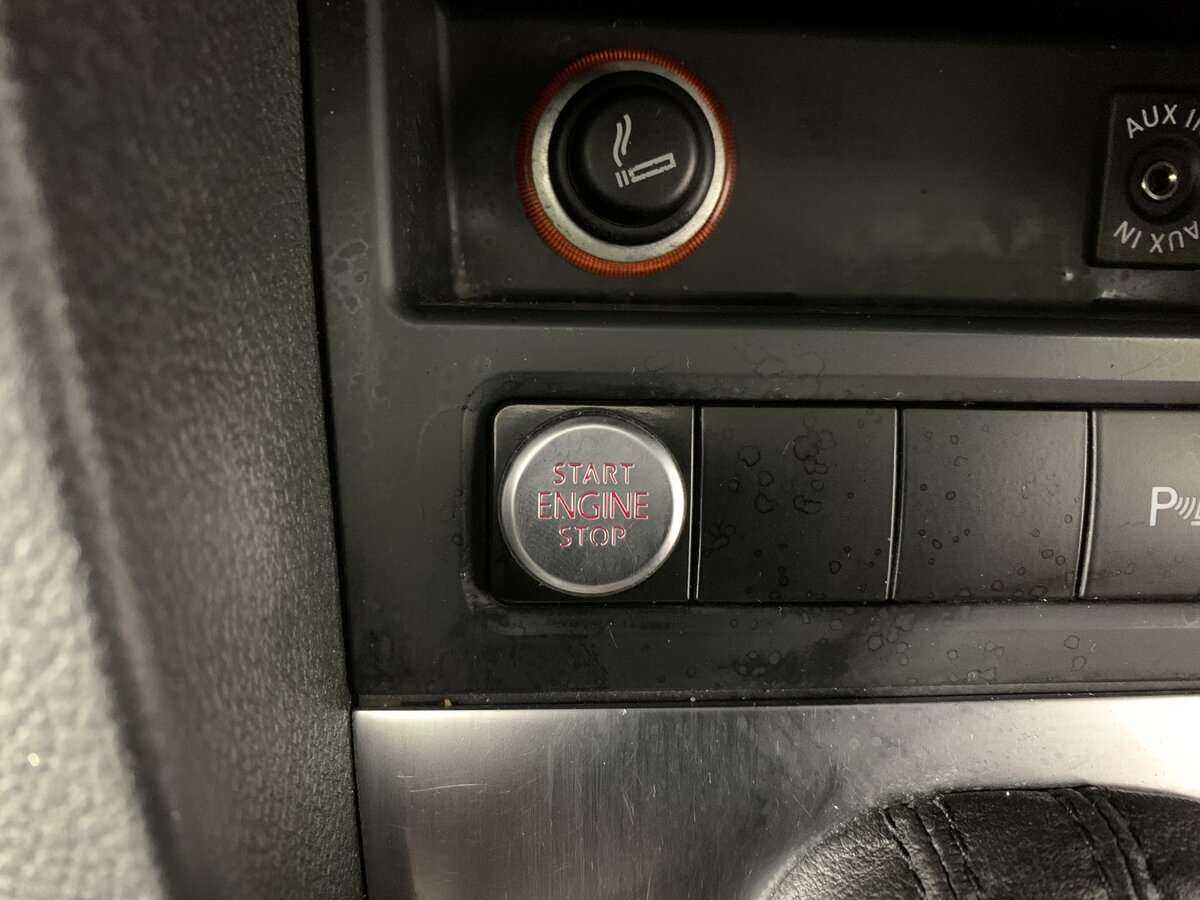 AUX IN
AUX IN
START
ENGINE
STOP
P